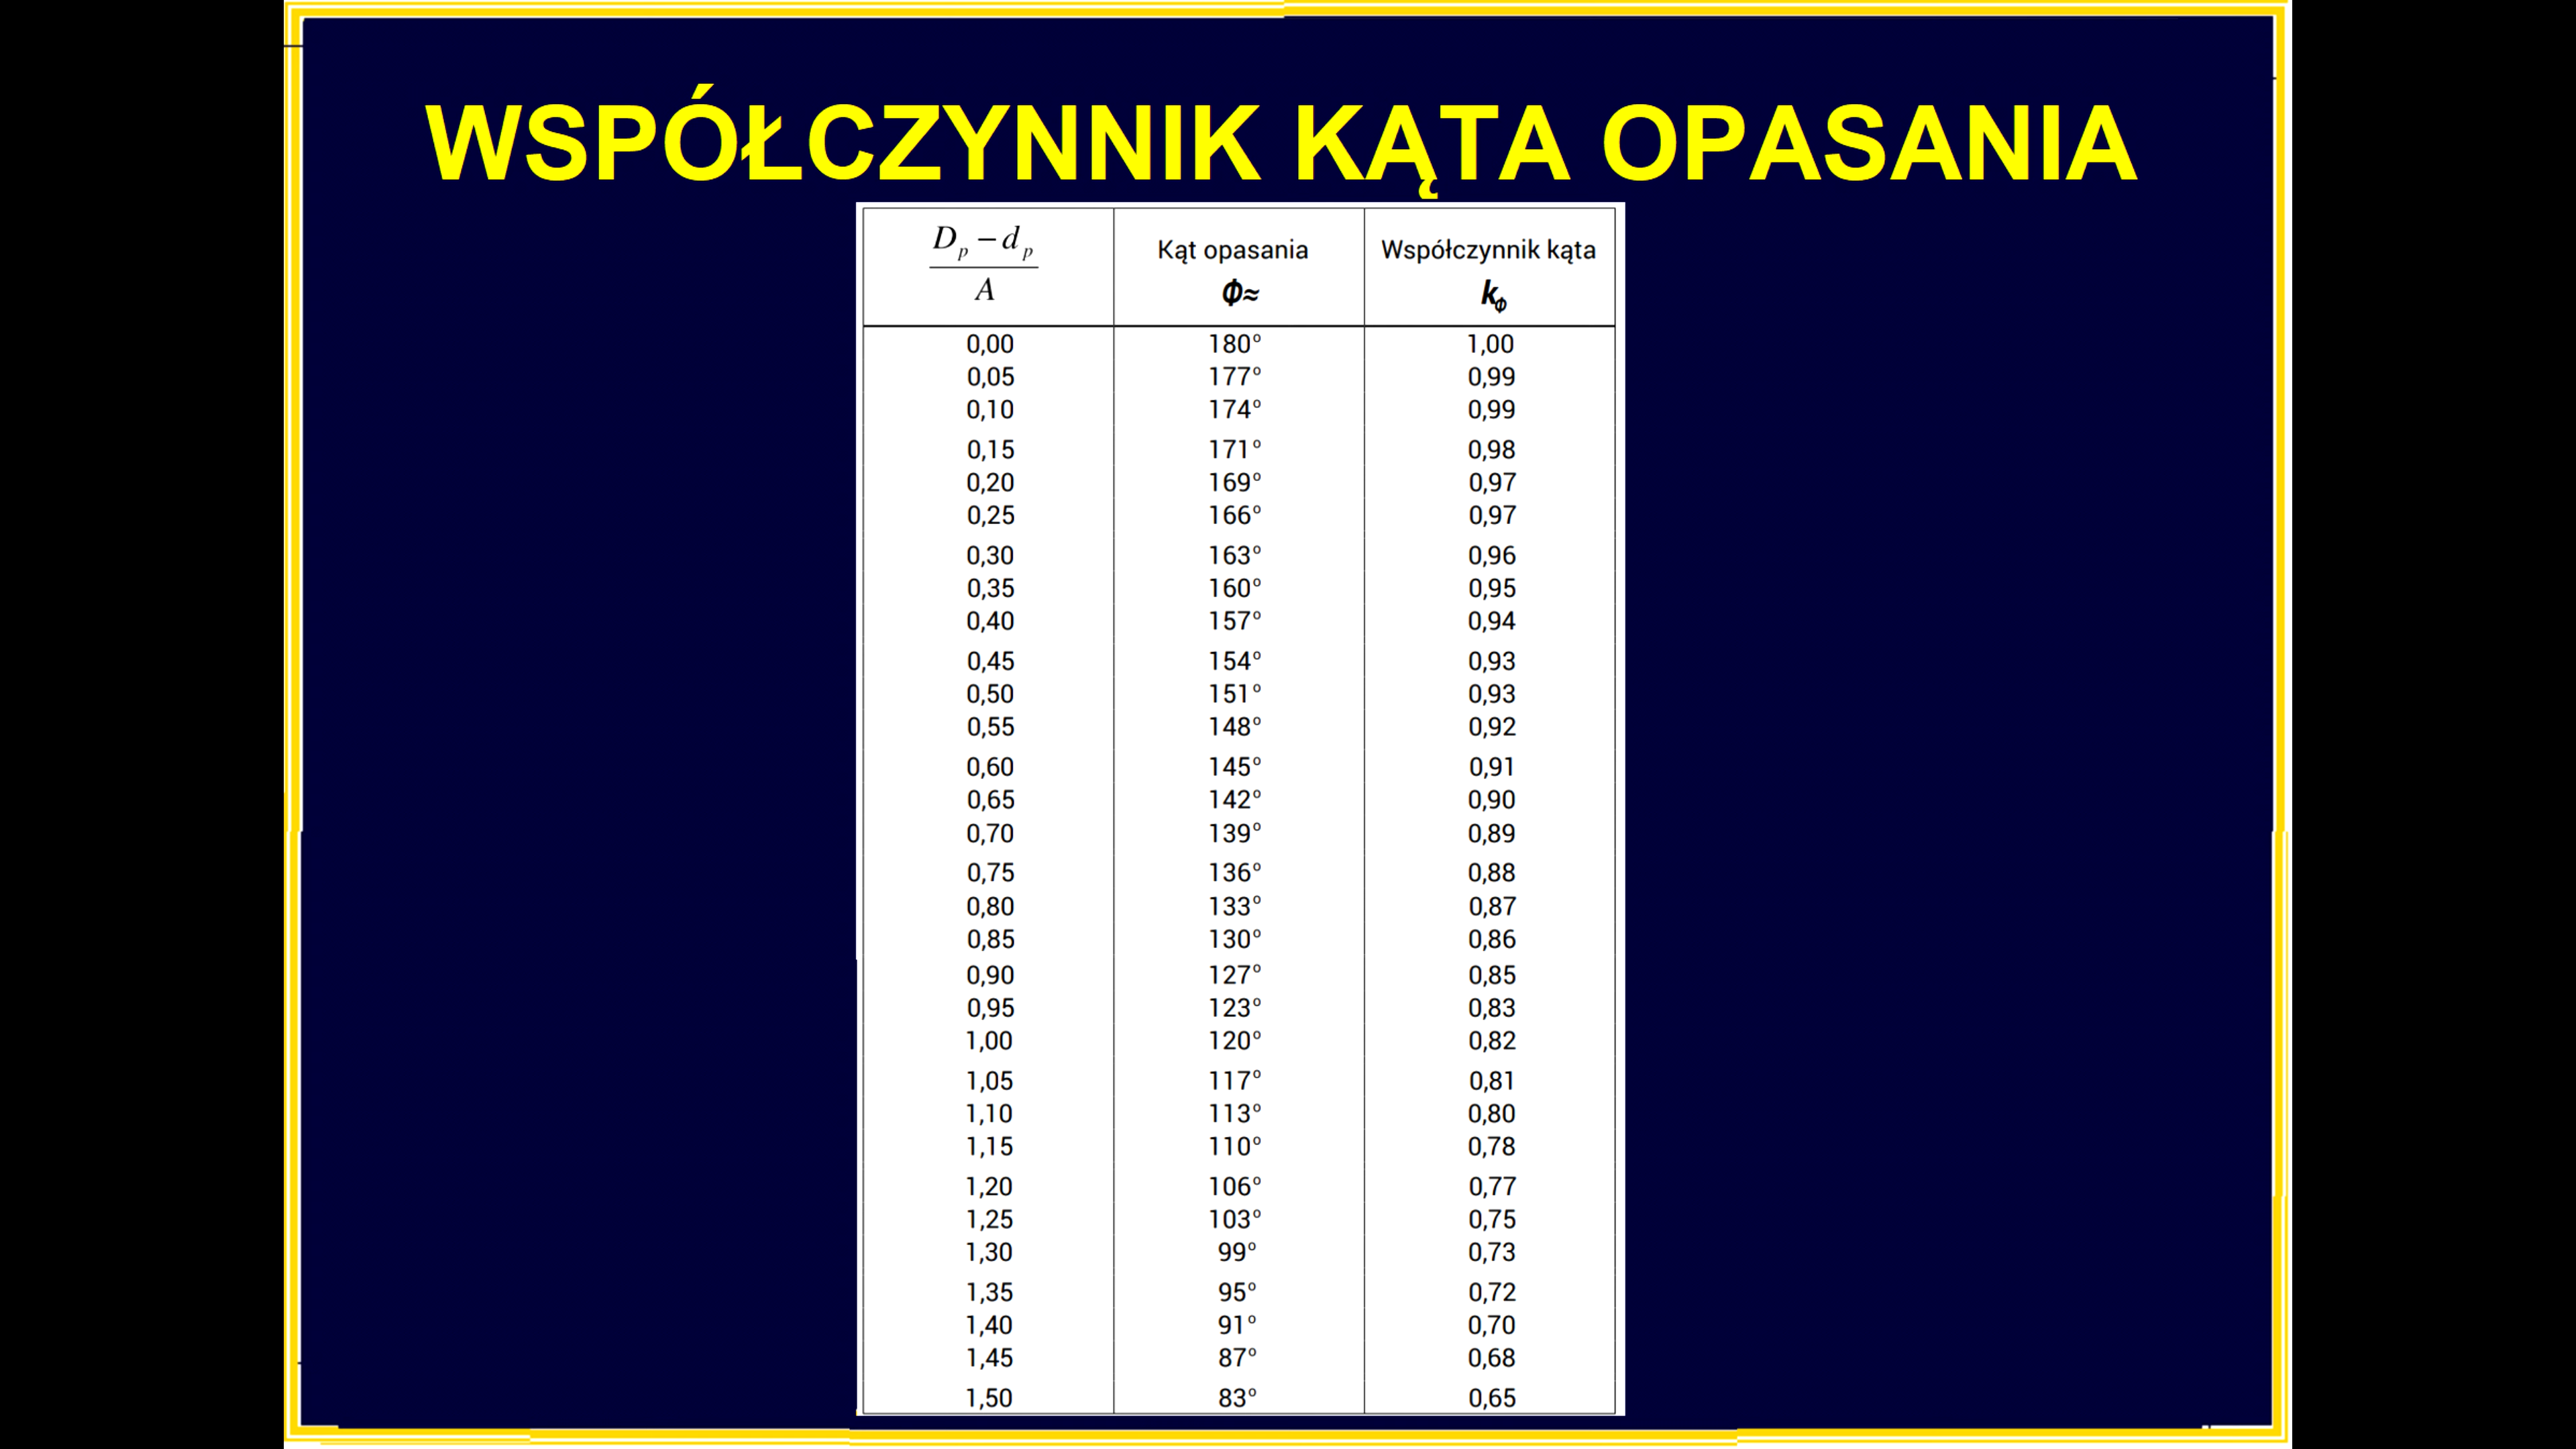 WSPÓŁCZYNNIK KĄTA OPASANIA
D_p – d_p / A | Kąt opasania Φ≈ | Współczynnik kąta k_Φ
0,00 180° 1,00
0,05 177° 0,99
0,10 174° 0,99
0,15 171° 0,98
0,20 169° 0,97
0,25 166° 0,97
0,30 163° 0,96
0,35 160° 0,95
0,40 157° 0,94
0,45 154° 0,93
0,50 151° 0,93
0,55 148° 0,92
0,60 145° 0,91
0,65 142° 0,90
0,70 139° 0,89
0,75 136° 0,88
0,80 133° 0,87
0,85 130° 0,86
0,90 127° 0,85
0,95 123° 0,83
1,00 120° 0,82
1,05 117° 0,81
1,10 113° 0,80
1,15 110° 0,78
1,20 106° 0,77
1,25 103° 0,75
1,30 99° 0,73
1,35 95° 0,72
1,40 91° 0,70
1,45 87° 0,68
1,50 83° 0,65